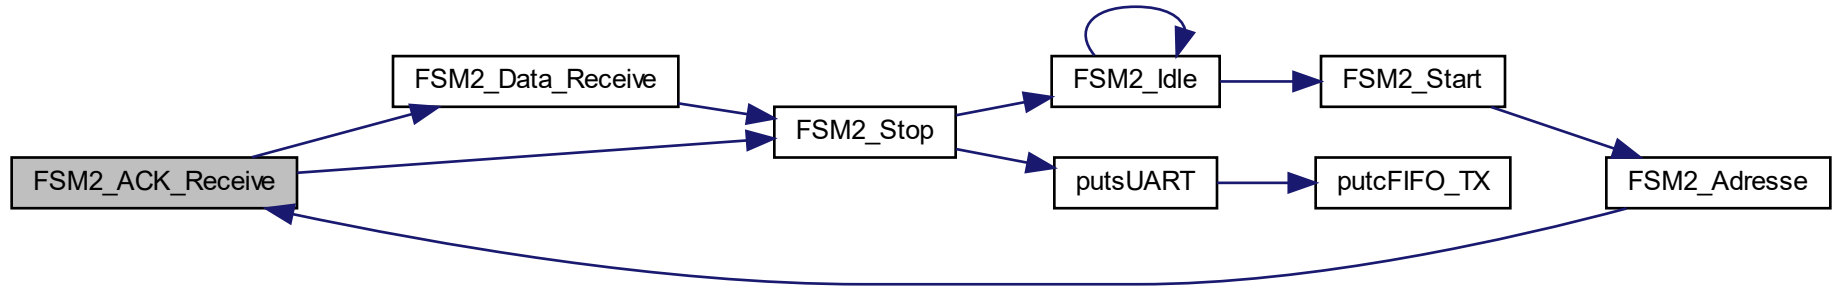 FSM2_ACK_Receive
FSM2_Data_Receive
FSM2_Stop
FSM2_Idle
putsUART
FSM2_Start
putcFIFO_TX
FSM2_Adresse